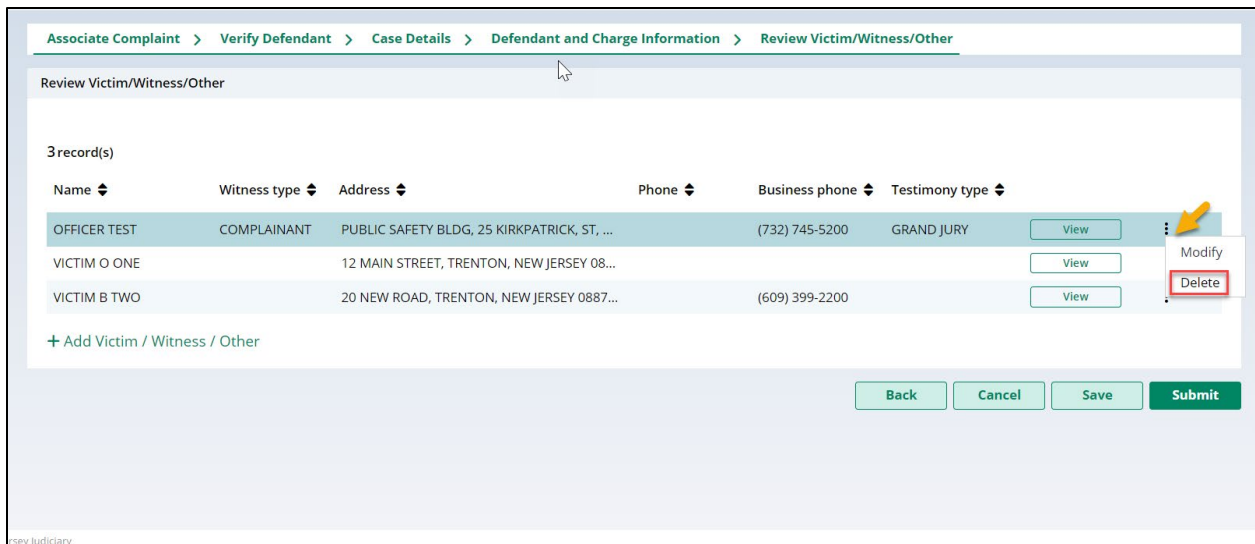 Associate Complaint > Verify Defendant > Case Details > Defendant and Charge Information > Review Victim/Witness/Other
Review Victim/Witness/Other
3 record(s)
Name Witness type Address Phone Business phone Testimony type
OFFICER TEST COMPLAINANT PUBLIC SAFETY BLDG, 25 KIRKPATRICK, ST, ... (732) 745-5200 GRAND JURY View
Modify
VICTIM O ONE 12 MAIN STREET, TRENTON, NEW JERSEY 08... View
Delete
VICTIM B TWO 20 NEW ROAD, TRENTON, NEW JERSEY 0887... (609) 399-2200 View
+ Add Victim / Witness / Other
Back Cancel Save Submit
rsey Judiciary